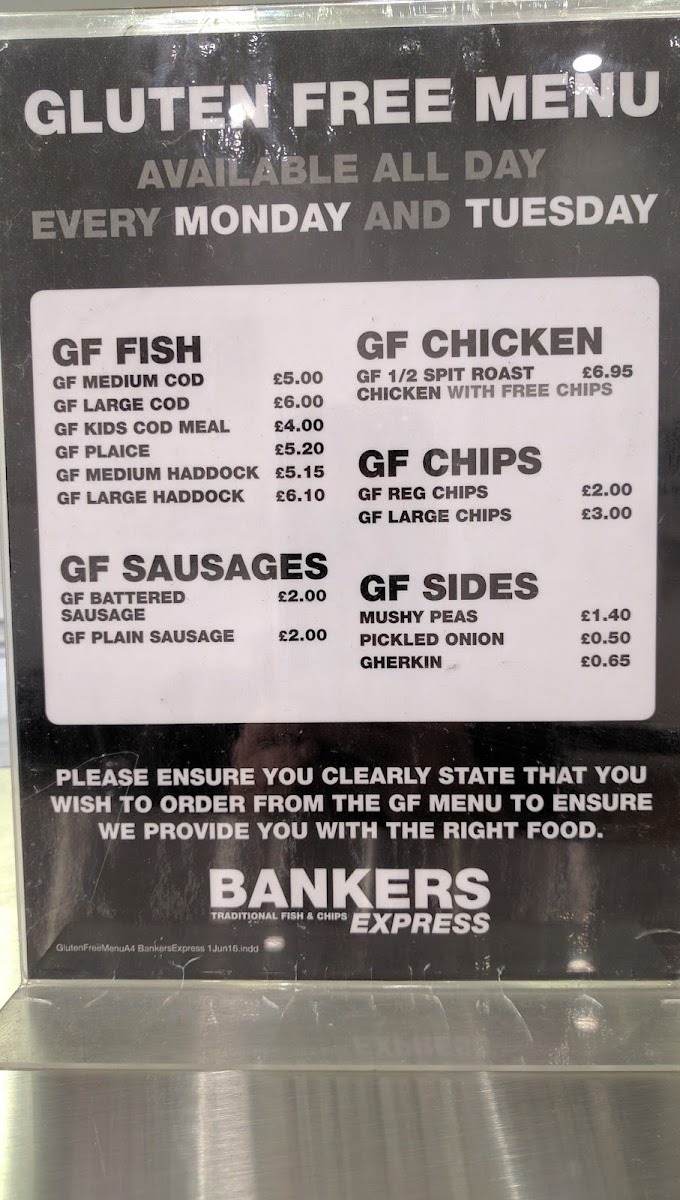 GLUTEN FREE MENU
AVAILABLE ALL DAY
EVERY MONDAY AND TUESDAY
GF FISH
GF MEDIUM COD £5.00
GF LARGE COD £6.00
GF KIDS COD MEAL £4.00
GF PLAICE £5.20
GF MEDIUM HADDOCK £5.15
GF LARGE HADDOCK £6.10
GF SAUSAGES
GF BATTERED £2.00
SAUSAGE
GF PLAIN SAUSAGE £2.00
GF CHICKEN
GF 1/2 SPIT ROAST £6.95
CHICKEN WITH FREE CHIPS
GF CHIPS
GF REG CHIPS £2.00
GF LARGE CHIPS £3.00
GF SIDES
MUSHY PEAS £1.40
PICKLED ONION £0.50
GHERKIN £0.65
PLEASE ENSURE YOU CLEARLY STATE THAT YOU
WISH TO ORDER FROM THE GF MENU TO ENSURE
WE PROVIDE YOU WITH THE RIGHT FOOD.
BANKERS
TRADITIONAL FISH & CHIPS EXPRESS
GlutenFreeMenuA4 BankersExpress 1Jun16.indd